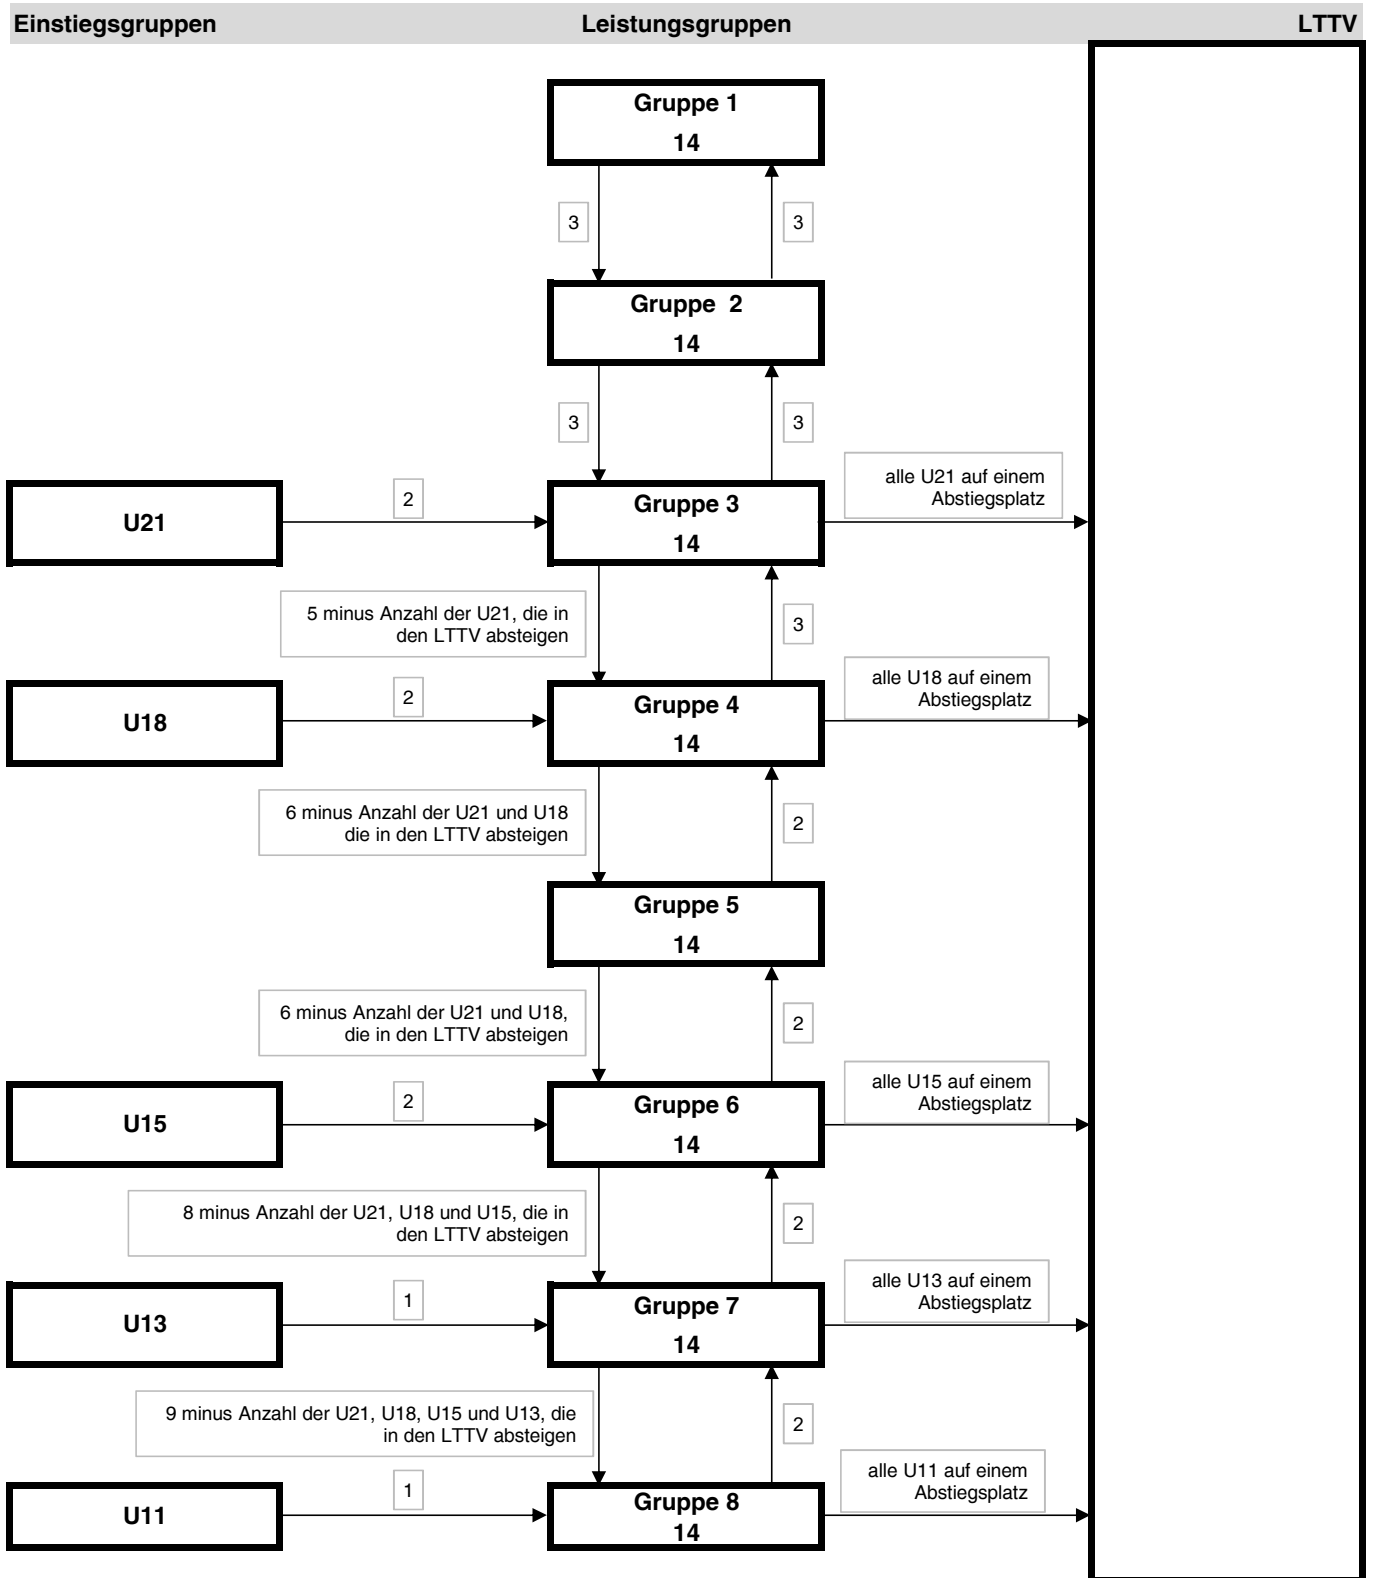 Einstiegsgruppen Leistungsgruppen LTTV
Gruppe 1
14
3 3
Gruppe 2
14
3 3
alle U21 auf einem
Abstiegsplatz
2
U21
Gruppe 3
14
5 minus Anzahl der U21, die in
den LTTV absteigen
3
alle U18 auf einem
Abstiegsplatz
2
U18
Gruppe 4
14
6 minus Anzahl der U21 und U18
die in den LTTV absteigen
2
Gruppe 5
14
6 minus Anzahl der U21 und U18,
die in den LTTV absteigen
2
alle U15 auf einem
Abstiegsplatz
2
U15
Gruppe 6
14
8 minus Anzahl der U21, U18 und U15, die in
den LTTV absteigen
2
alle U13 auf einem
Abstiegsplatz
1
U13
Gruppe 7
14
9 minus Anzahl der U21, U18, U15 und U13, die
in den LTTV absteigen
2
alle U11 auf einem
Abstiegsplatz
1
U11
Gruppe 8
14